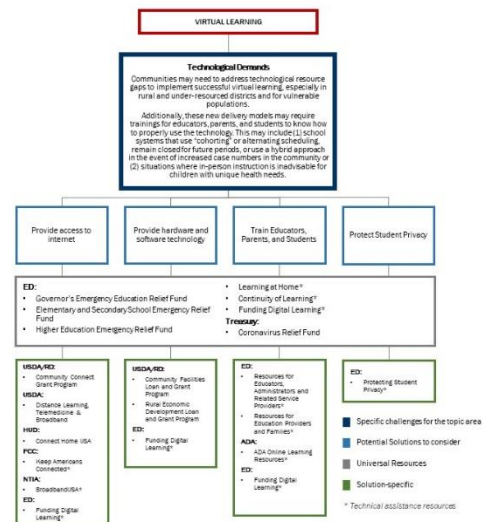 VIRTUAL LEARNING
Technological Demands
Communities may need to address technological resource
gaps to implement successful virtual learning, especially in
rural and under-resourced districts and for vulnerable
populations.
Additionally, these new delivery models may require
trainings for educators, parents, and students to know how
to properly use the technology. This may include (1) school
systems that use "cohorting" or alternating scheduling,
remain closed for future periods, or use a hybrid approach
in the event of increased case numbers in the community or
(2) situations where in-person instruction is inadvisable for
children with unique health needs.
Provide access to
internet
Provide hardware and
software technology
Train Educators,
Parents, and Students
Protect Student Privacy
ED:
• Governor's Emergency Education Relief Fund
• Elementary and Secondary School Emergency Relief
Fund
• Higher Education Emergency Relief Fund
• Learning at Home*
• Continuity of Learning*
• Funding Digital Learning*
Treasury:
• Coronavirus Relief Fund
USDA/RD:
• Community Connect
Grant Program
USDA:
• Distance Learning,
Telemedicine &
Broadband
HUD:
• Connect Home USA
FCC:
• Keep Americans
Connected*
NTIA:
• BroadbandUSA*
ED:
• Funding Digital
Learning*
USDA/RD:
• Community Facilities
Loan and Grant
Program
• Rural Economic
Development Loan
and Grant Program
ED:
• Funding Digital
Learning*
ED:
• Resources for
Educators,
Administrators and
Related Service
Providers*
• Resources for
Education Providers
and Families*
ADA:
• ADA Online Learning
Resources*
ED:
• Funding Digital
Learning*
ED:
• Protecting Student
Privacy*
Specific challenges for the topic area
Potential Solutions to consider
Universal Resources
Solution-specific
* Technical assistance resources